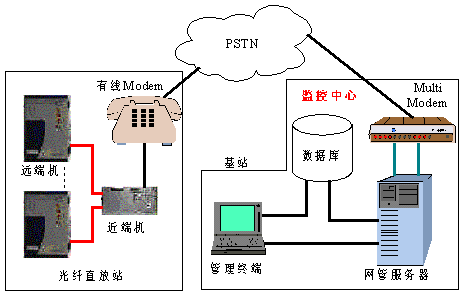 PSTN
有线Modem
监控中心
Multi
Modem
远端机
基站
数据库
近端机
管理终端
网管服务器
光纤直放站